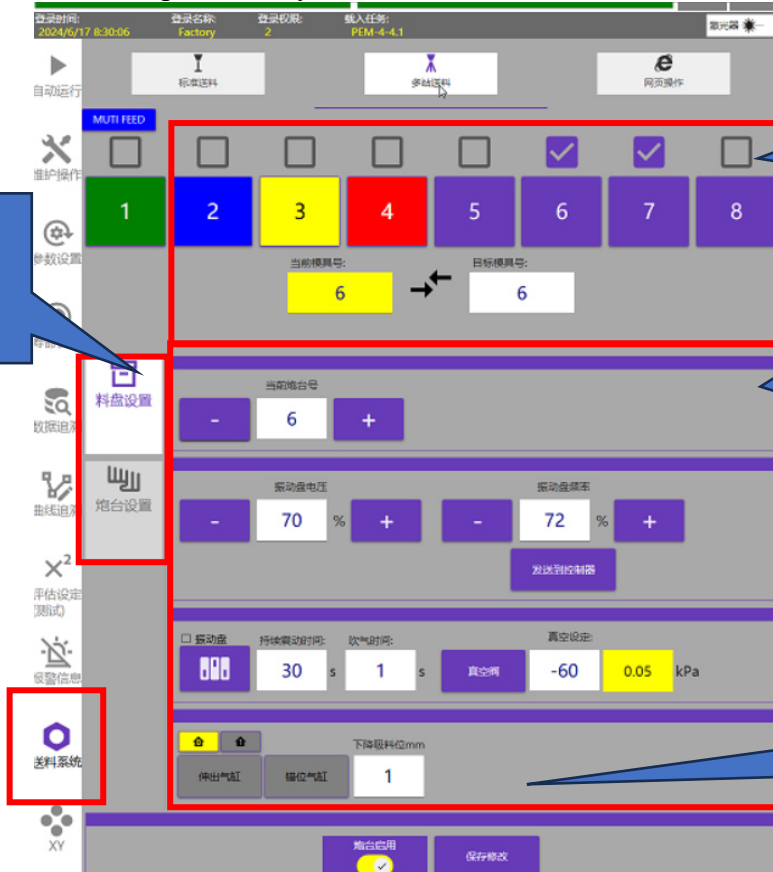 登录时间: 登录名称: 登录权限: 载入任务:
2024/6/17 8:30:06 Factory 2 PEM-4-4.1
激光器
自动运行
标准送料
多站送料
网页操作
MUTI FEED
维护操作
1 2 3 4 5 6 7 8
参数设置
当前模具号: 目标模具号:
6 6
料盘设置
当前炮台号
- 6 +
数据追溯
炮台设置
振动盘电压 振动盘频率
- 70 % + - 72 % +
曲线追溯
发送到控制器
X²
评估设定
(测试)
振动盘 持续震动时间: 吹气时间: 真空设定:
30 s 1 s 真空阀 -60 0.05 kPa
报警信息
送料系统
下降吸料位mm
伸出气缸 锚位气缸 1
XY
炮台启用
保存修改